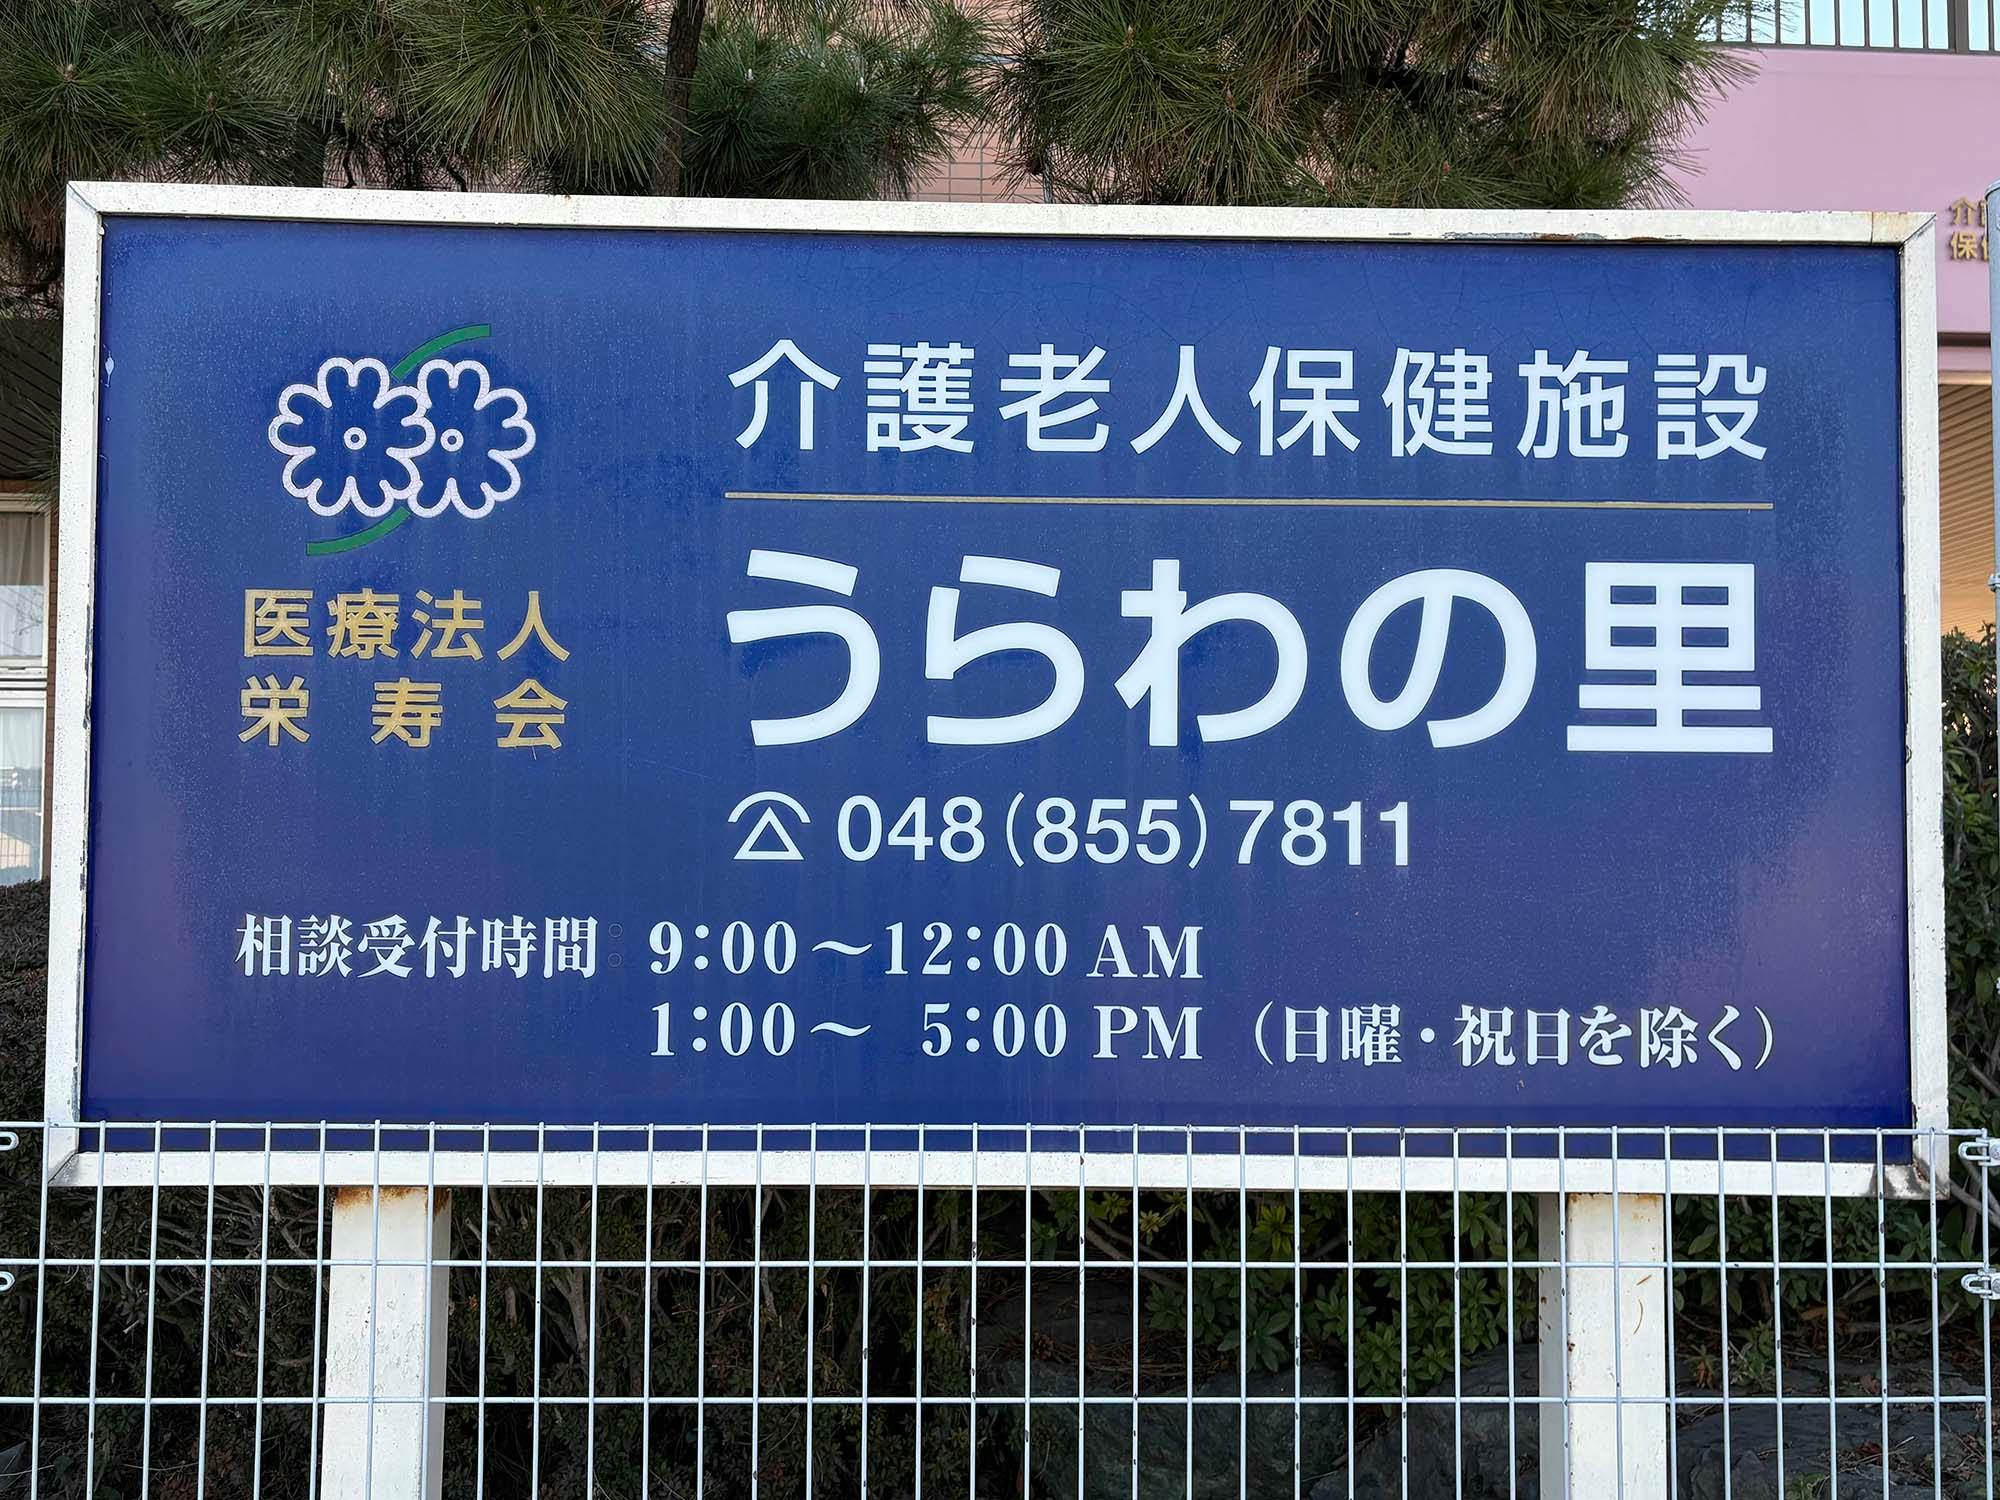 介護老人保健施設
うらわの里
医療法人
栄寿会
048(855)7811
相談受付時間 9:00～12:00 AM
1:00～ 5:00 PM (日曜・祝日を除く)
介
保